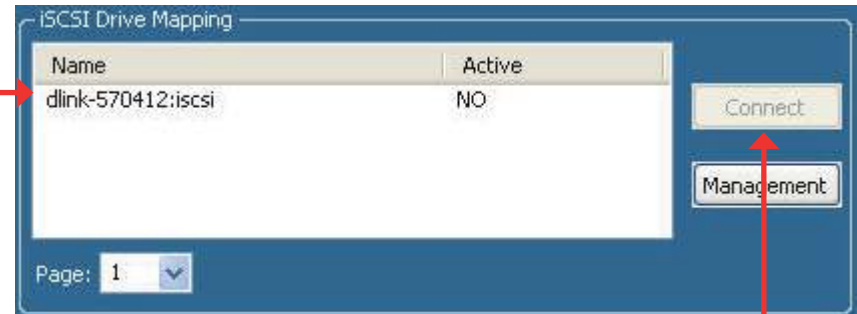 iSCSI Drive Mapping
Name Active
dlink-570412:iscsi NO
Connect
Management
Page: 1